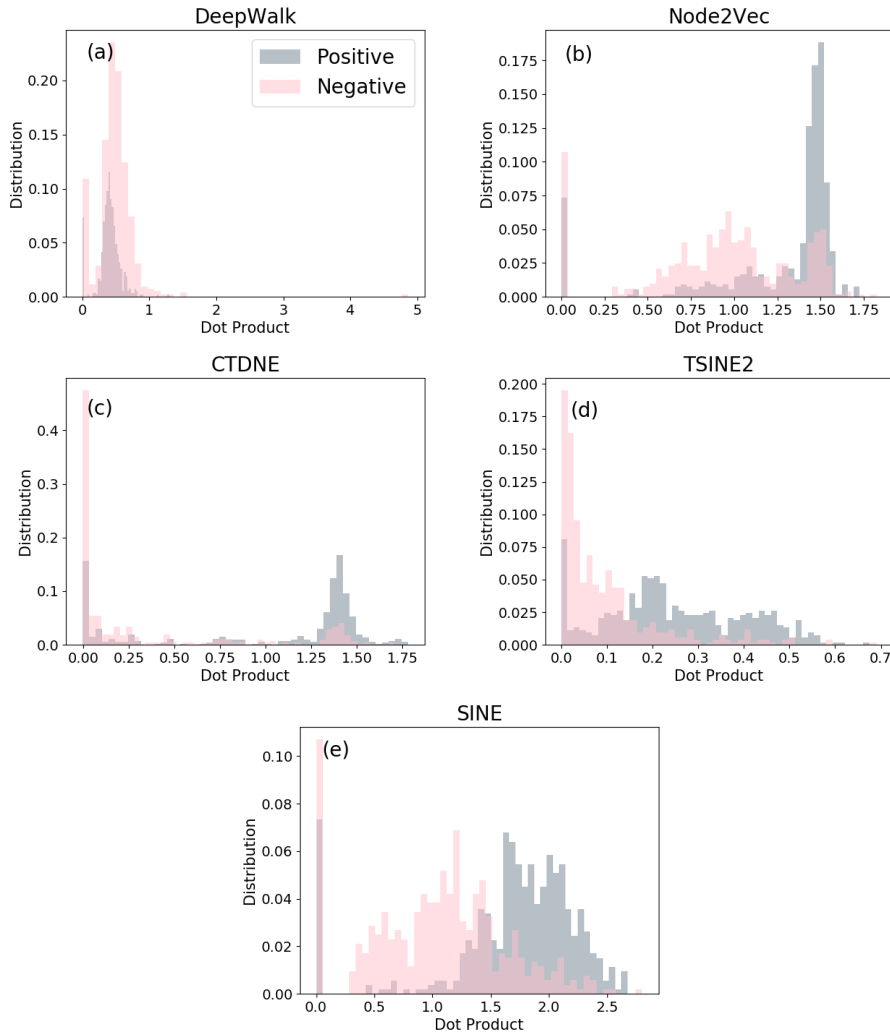 DeepWalk
(a)
Positive
Negative
0.20
0.15
0.10
0.05
0.00
Distribution
0 1 2 3 4 5
Dot Product
Node2Vec
(b)
0.175
0.150
0.125
0.100
0.075
0.050
0.025
0.000
Distribution
0.00 0.25 0.50 0.75 1.00 1.25 1.50 1.75
Dot Product
CTDNE
(c)
0.4
0.3
0.2
0.1
0.0
Distribution
0.00 0.25 0.50 0.75 1.00 1.25 1.50 1.75
Dot Product
TSINE2
(d)
0.200
0.175
0.150
0.125
0.100
0.075
0.050
0.025
0.000
Distribution
0.0 0.1 0.2 0.3 0.4 0.5 0.6 0.7
Dot Product
SINE
(e)
0.10
0.08
0.06
0.04
0.02
0.00
Distribution
0.0 0.5 1.0 1.5 2.0 2.5
Dot Product